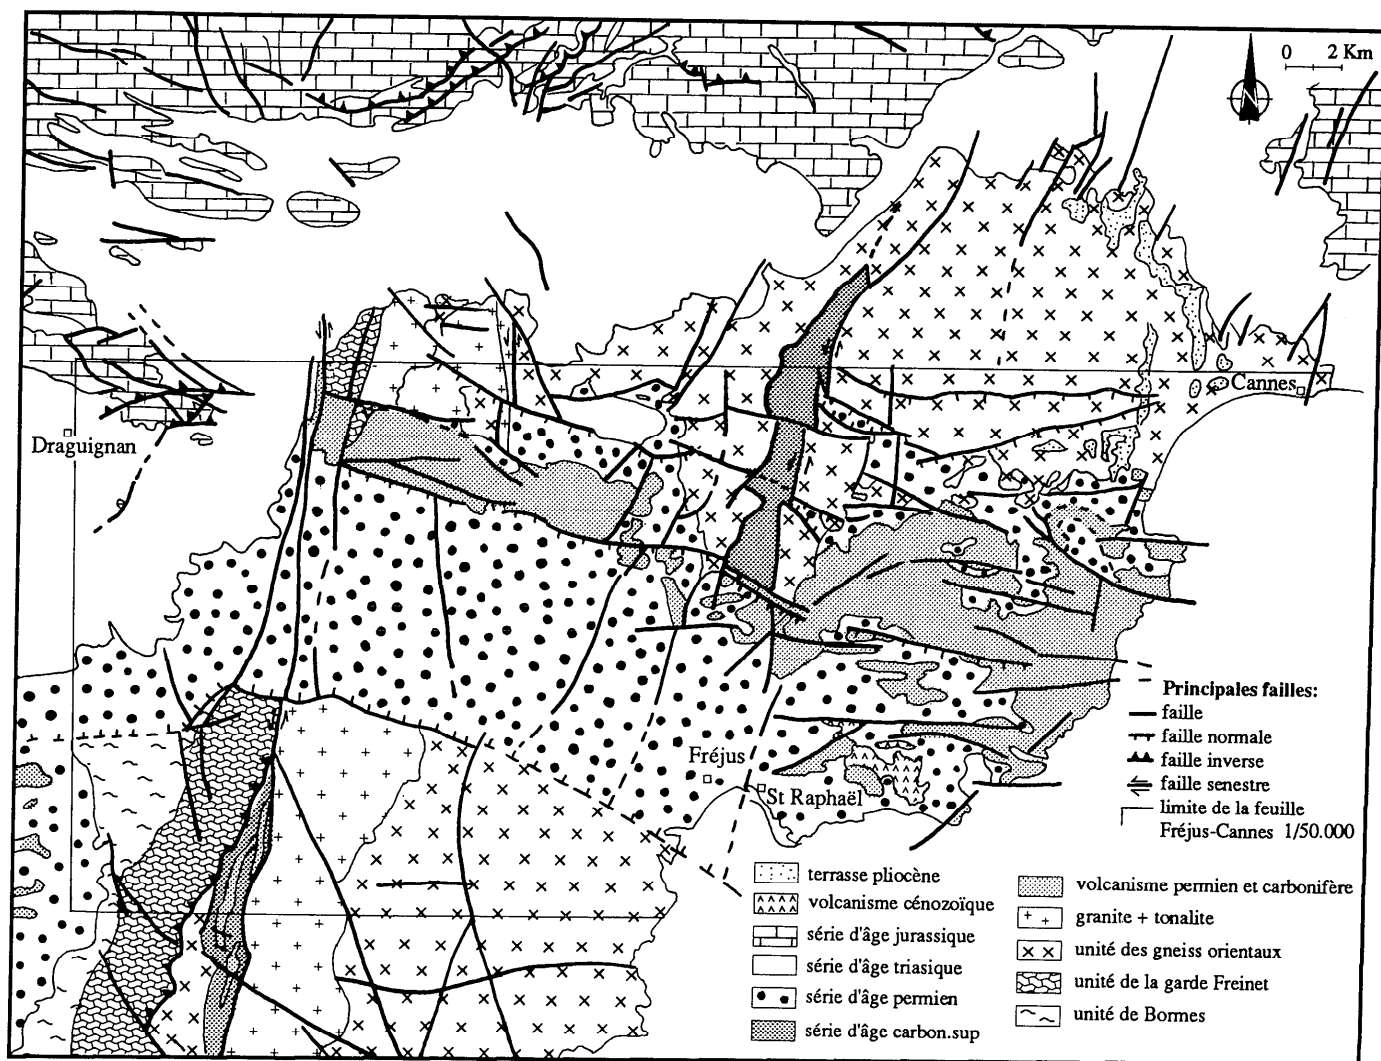 0 2 Km
N
Cannes
Draguignan
Fréjus
St Raphaël
Principales failles:
faille
faille normale
faille inverse
faille senestre
limite de la feuille
Fréjus-Cannes 1/50.000
terrasse pliocène
volcanisme cénozoïque
série d'âge jurassique
série d'âge triasique
série d'âge permien
série d'âge carbon.sup
volcanisme permien et carbonifère
granite + tonalite
unité des gneiss orientaux
unité de la garde Freinet
unité de Bormes